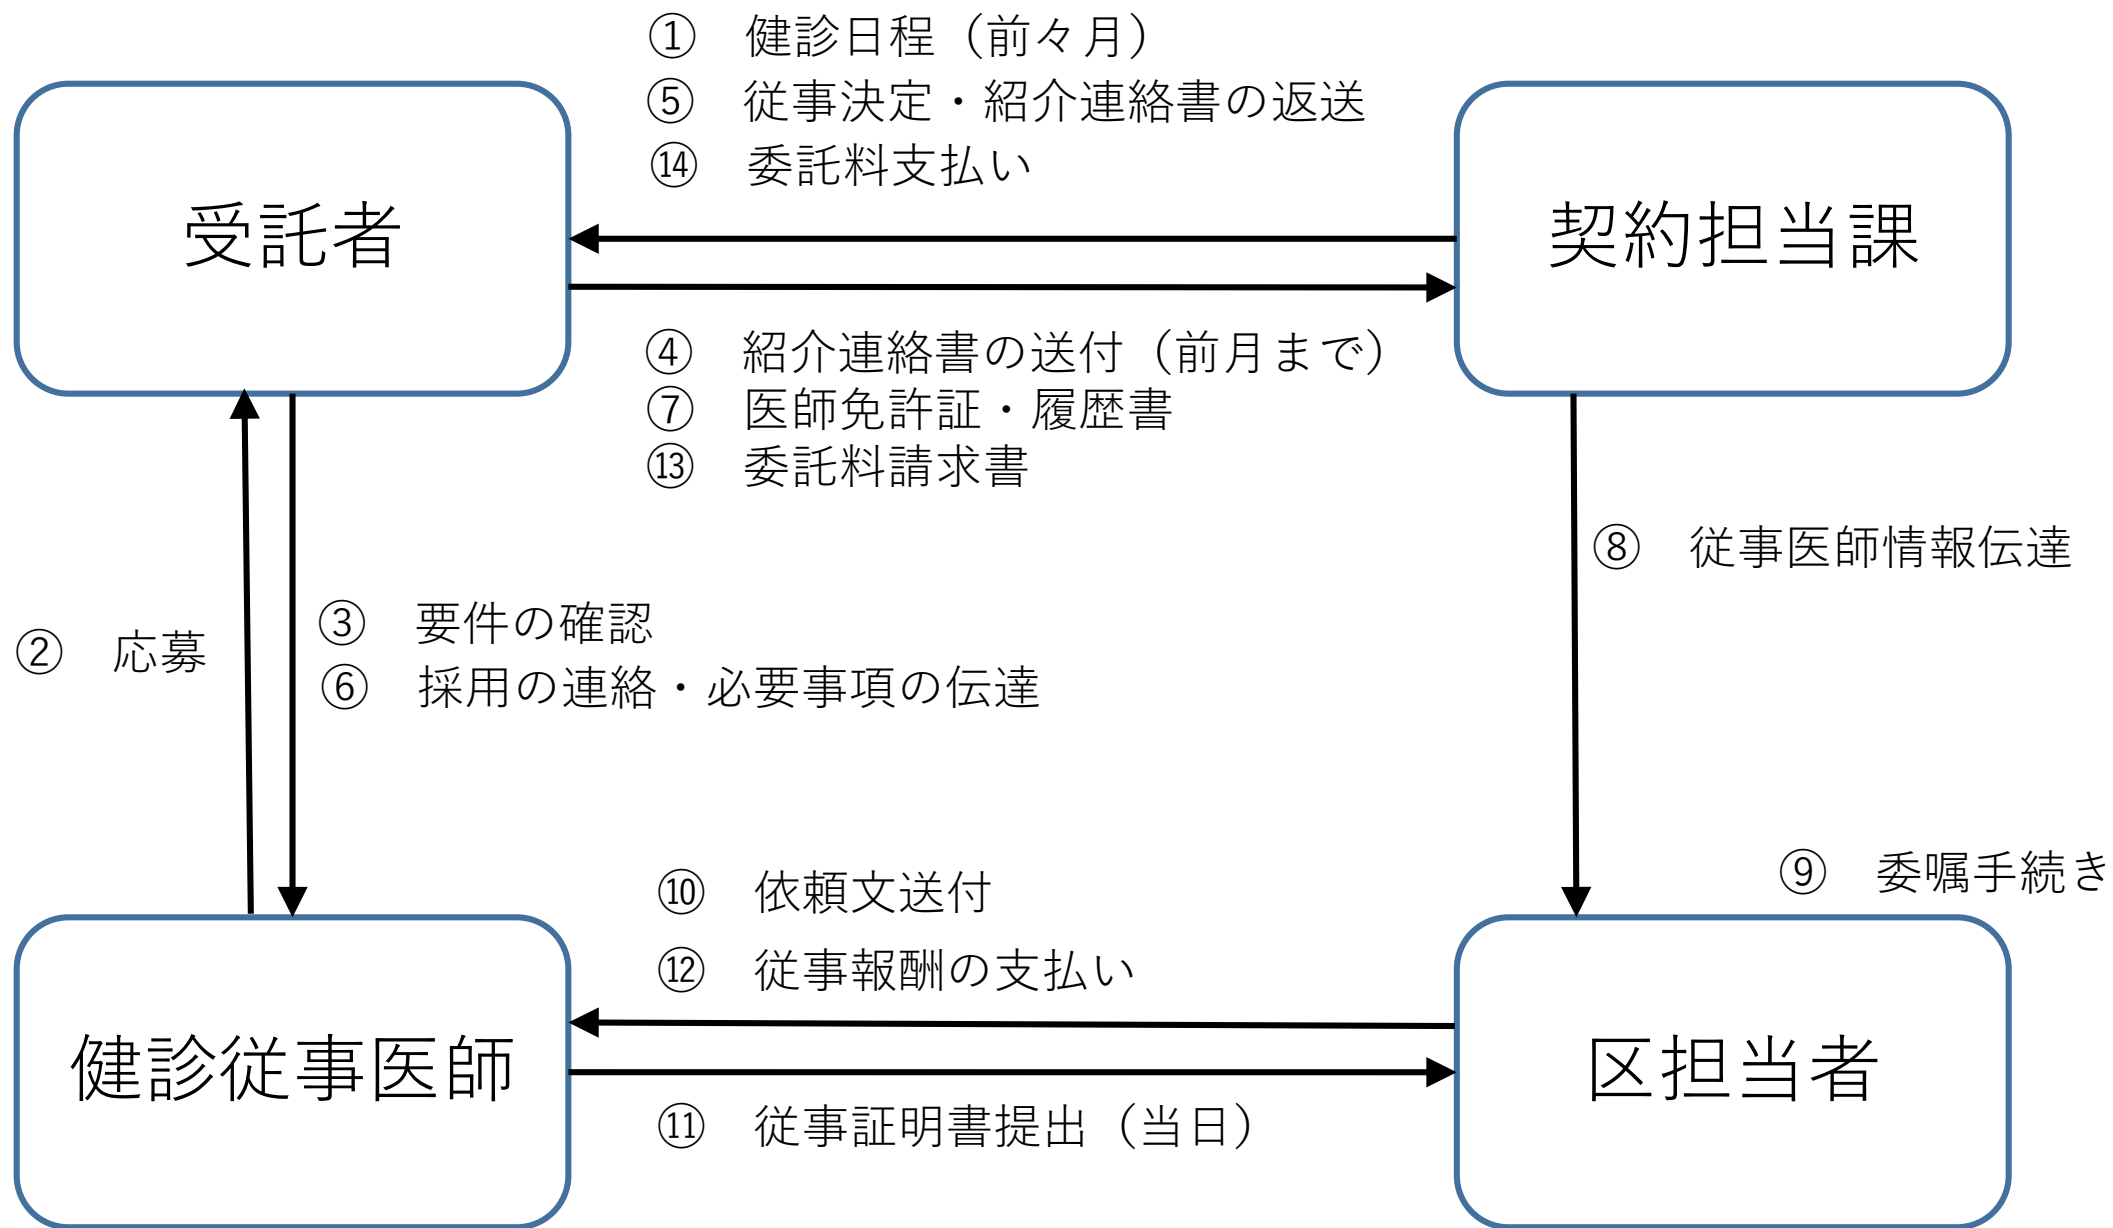 ① 健診日程（前々月）
⑤ 従事決定・紹介連絡書の返送
⑭ 委託料支払い
受託者
契約担当課
④ 紹介連絡書の送付（前月まで）
⑦ 医師免許証・履歴書
⑬ 委託料請求書
⑧ 従事医師情報伝達
② 応募
③ 要件の確認
⑥ 採用の連絡・必要事項の伝達
⑨ 委嘱手続き
⑩ 依頼文送付
⑫ 従事報酬の支払い
健診従事医師
区担当者
⑪ 従事証明書提出（当日）